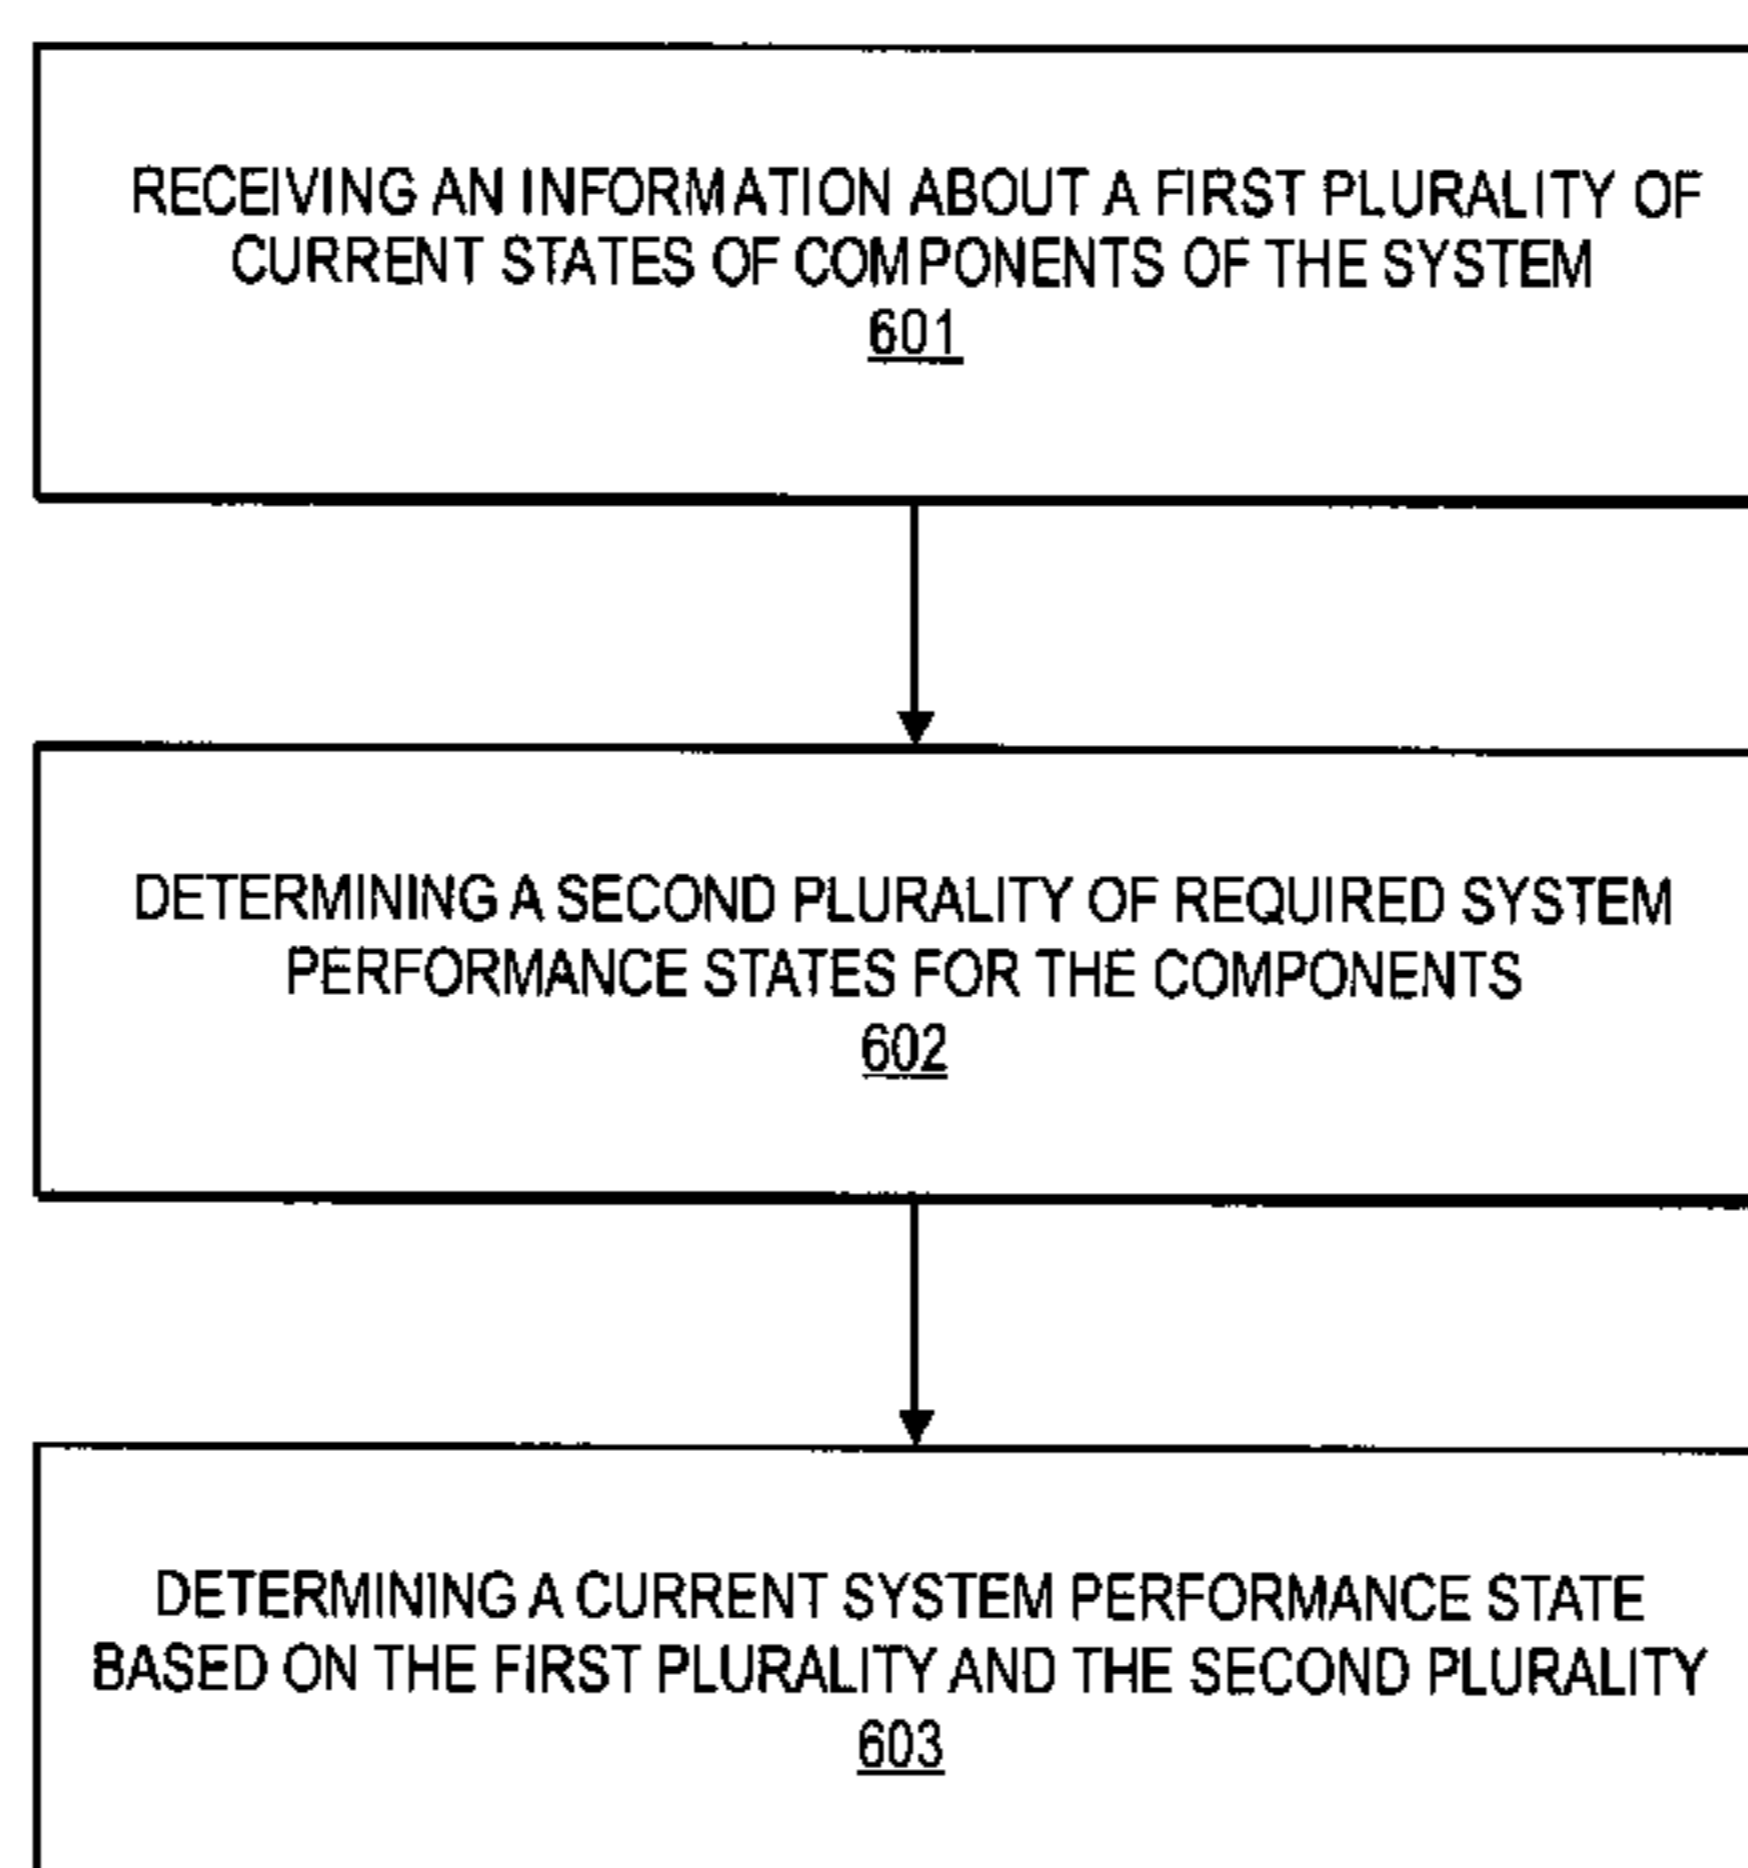 RECEIVING AN INFORMATION ABOUT A FIRST PLURALITY OF
CURRENT STATES OF COMPONENTS OF THE SYSTEM
601
DETERMINING A SECOND PLURALITY OF REQUIRED SYSTEM
PERFORMANCE STATES FOR THE COMPONENTS
602
DETERMINING A CURRENT SYSTEM PERFORMANCE STATE
BASED ON THE FIRST PLURALITY AND THE SECOND PLURALITY
603